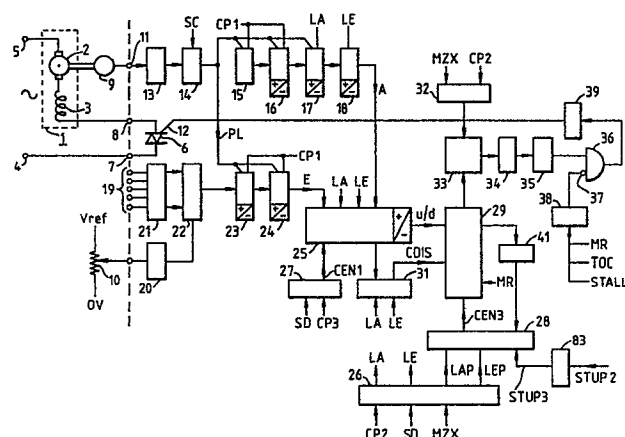 SC CP1 LA LE MZX CP2
5 2 9 11 13 14 15 16 17 18 32 39
1 3 8 12 6 7 4 A
PL CP1 33 34 35 36 37
19 21 22 23 24 E LA LE u/d 29 38
Vref 10 0V 20 25 CDIS 41 MR TOC STALL
27 CEN1 31 MR
SD CP3 LA LE CEN3 28 83
LA LE LAP LEP STUP3 STUP2
26
CP2 SD MZX